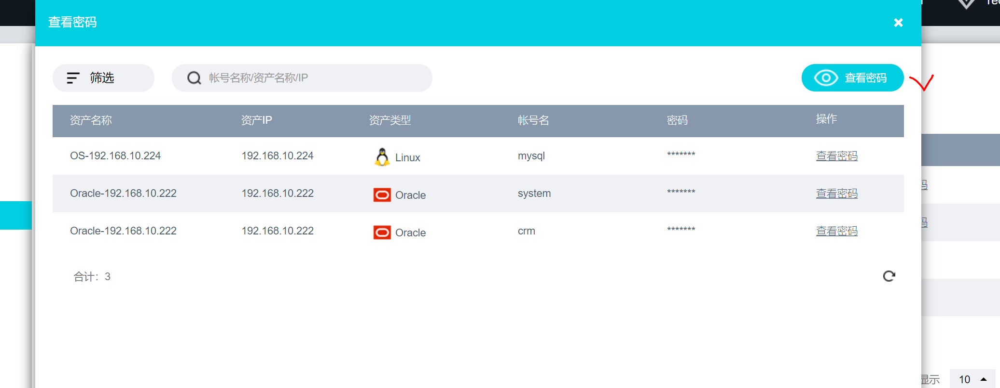 查看密码
筛选
帐号名称/资产名称/IP
查看密码
资产名称 资产IP 资产类型 帐号名 密码 操作
OS-192.168.10.224 192.168.10.224 Linux mysql ******* 查看密码
Oracle-192.168.10.222 192.168.10.222 Oracle system ******* 查看密码
码
Oracle-192.168.10.222 192.168.10.222 Oracle crm ******* 查看密码
码
合计：3
显示 10